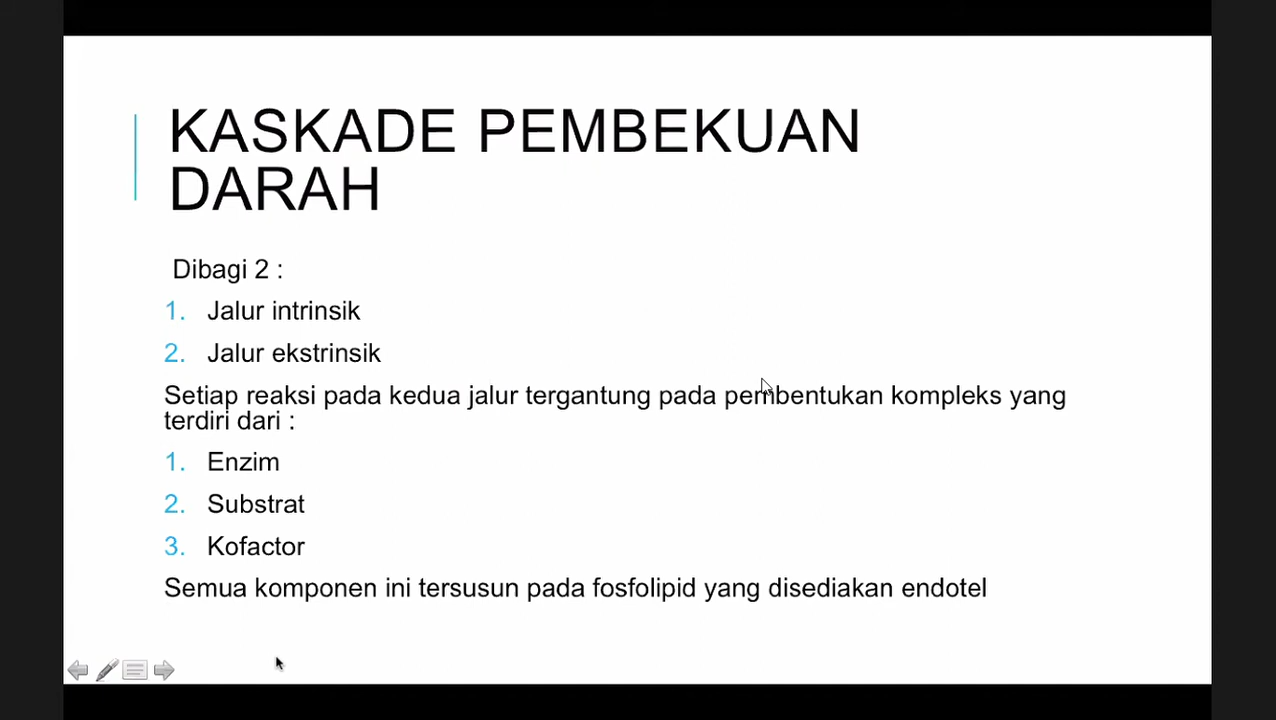 KASKADE PEMBEKUAN
DARAH
Dibagi 2 :
1. Jalur intrinsik
2. Jalur ekstrinsik
Setiap reaksi pada kedua jalur tergantung pada pembentukan kompleks yang
terdiri dari :
1. Enzim
2. Substrat
3. Kofactor
Semua komponen ini tersusun pada fosfolipid yang disediakan endotel